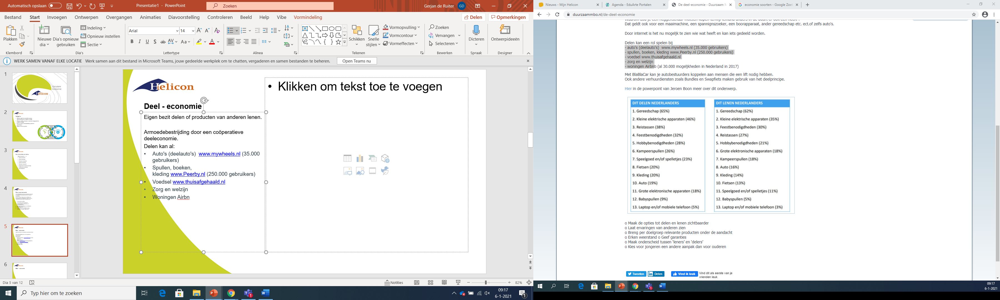 Automatisch opslaan
Presentatie1 - PowerPoint
Zoeken
Gerjan de Ruiter
GD
Bestand Start Invoegen Ontwerpen Overgangen Animaties Diavoorstelling Controleren Beeld Help Vibe Vormindeling
Delen
Opmerkingen
Plakken
Nieuwe dia
Dia's opnieuw gebruiken
Indeling
Opnieuw instellen
Sectie
Arial
14
Schikken
Snelle stijlen
Vormopvulling
Vormcontour
Vormeffecten
Zoeken
Vervangen
Selecteren
Dicteren
Ontwerpideeën
Klembord
Dia's
Lettertype
Alinea
Tekenen
Bewerken
Spraak
Designer
WERK SAMEN VANAF ELKE LOCATIE Werk samen aan dit bestand in Microsoft Teams, jouw gedeelde werkplek om te chatten, vergaderen en samen bestanden te beheren.
Open Teams nu
1
Circulaire Economie
Helicon
2
3
4
5
6
Helicon
Deel - economie
Eigen bezit delen of producten van anderen lenen.
Armoedebestrijding door een coöperatieve
deeleconomie.
Delen kan al:
• Auto's (deelauto's) www.mywheels.nl (35.000
gebruikers)
• Spullen, boeken,
kleding www.Peerby.nl (250.000 gebruikers)
• Voedsel www.thuisafgehaald.nl
• Zorg en welzijn
• Woningen Airbn
• Klikken om tekst toe te voegen
Dia 5 van 12
Notities
82%
Typ hier om te zoeken
09:17
6-1-2021
1
Nieuws - Mijn Helicon
Agenda - EduArte Portalen
De deel-economie - Duurzaam M
economie soorten - Google Zoe
duurzaammbo.nl/de-deel-economie
Dat geldt ook voor een maaimachine, een spannignszoeker, een boorapparaat, ander gereedschap etc. ect.of zelfs auto's.
Door internet is het nu mogeljk te zien wie wat heeft en kan iets gedeeld worden.
Delen kan een rol spelen bij
- auto's (deelauto's) www.mywheels.nl (35.000 gebruikers)
- spullen, boeken, kleding www.Peerby.nl (250.000 gebruikers)
- voedsel www.thuisafgehaald.nl
- zorg en welzijn
- woningen Airbnb (al 30.000 mogeljkheden in Nederland in 2017)
Met BlaBlaCar kan je autobestuurders koppelen aan mensen die een lift nodig hebben.
Ook andere verhuurdiensten zoals Bundles en Swapfiets maken gebruik van het deelprincipe.
Hier in de powerpoint van Jeroen Boon meer over dit onderwerp.
DIT DELEN NEDERLANDERS
1. Gereedschap (65%)
2. Kleine elektrische apparaten (46%)
3. Reistassen (38%)
4. Feestbenodigdheden (32%)
5. Hobbybenodigdheden (28%)
6. Kampeerspullen (26%)
7. Speelgoed en/of spelletjes (23%)
8. Fietsen (20%)
9. Kleding (20%)
10. Auto (19%)
11. Grote elektronische apparaten (18%)
12. Babyspullen (9%)
13. Laptop en/of mobiele telefoon (5%)
DIT LENEN NEDERLANDERS
1. Gereedschap (62%)
2. Kleine elektrische apparaten (35%)
3. Feestbenodigdheden (30%)
4. Reistassen (27%)
5. Hobbybenodigdheden (21%)
6. Grote elektronische apparaten (18%)
7. Kampeerspullen (18%)
8. Auto (16%)
9. Kleding (14%)
10. Fietsen (13%)
11. Speelgoed en/of spelletjes (11%)
12. Babyspullen (5%)
13. Laptop en/of mobiele telefoon (3%)
o Maak de opties tot delen en lenen zichtbaarder
o Laat ervaringen van anderen zien
o Breng per doelgroep relevante producten onder de aandacht
o Erken weerstand o Geef garanties
o Maak onderscheid tussen 'leners' en 'delers'
o Kies voor jongeren een andere aanpak dan voor ouderen
Tweeten
Delen
Vind ik leuk
Vind dit als eerste van je
vrienden leuk.
09:17
6-1-2021